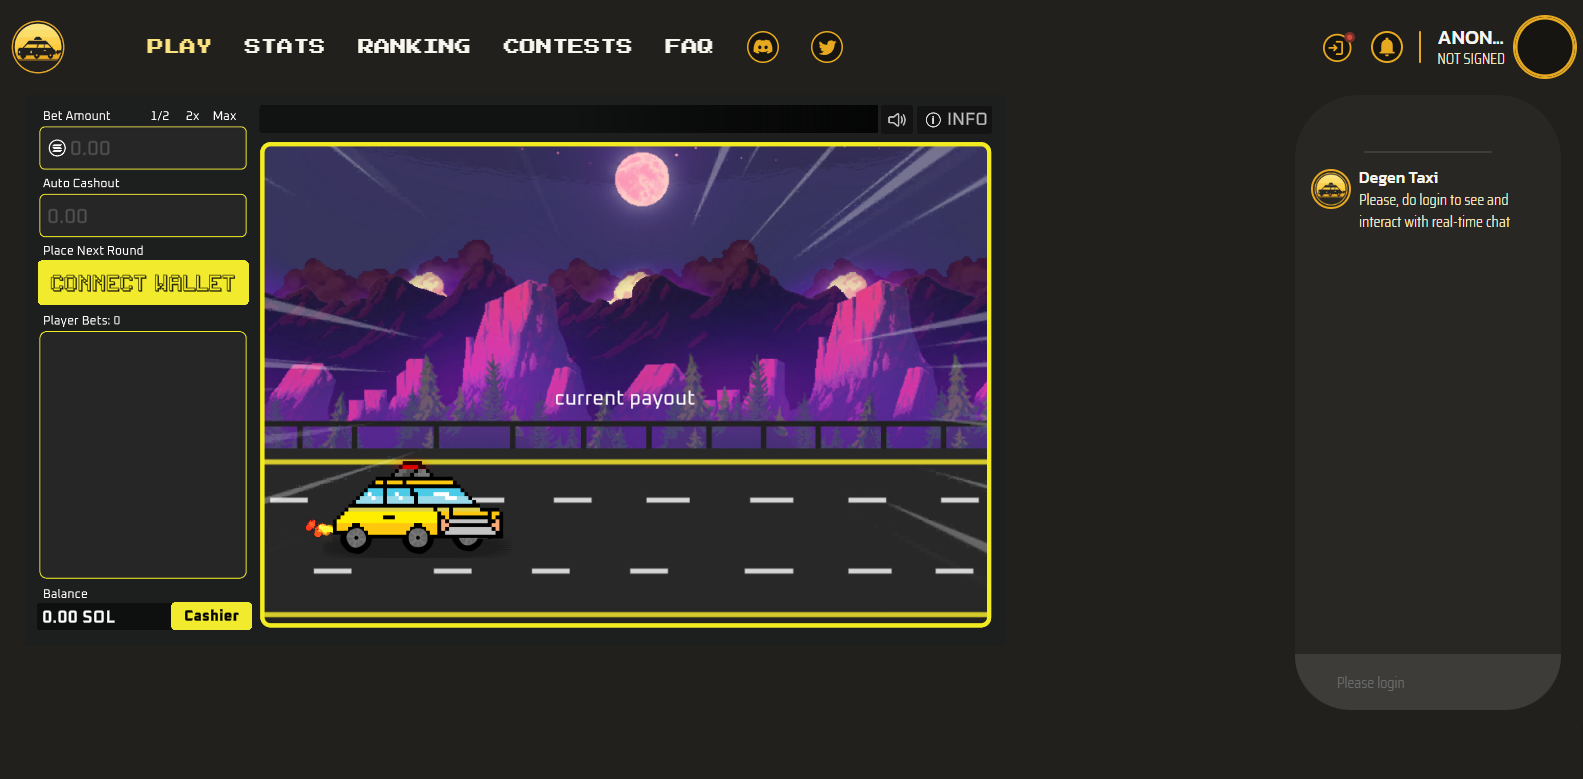 PLAY STATS RANKING CONTESTS FAQ
ANON...
NOT SIGNED
Bet Amount 1/2 2x Max
0.00
Auto Cashout
0.00
Place Next Round
CONNECT WALLET
Player Bets: 0
Balance
0.00 SOL Cashier
INFO
current payout
Degen Taxi
Please, do login to see and
interact with real-time chat
Please login